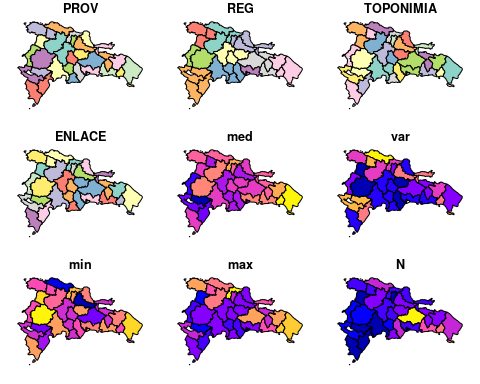 PROV
REG
TOPONIMIA
ENLACE
med
var
min
max
N